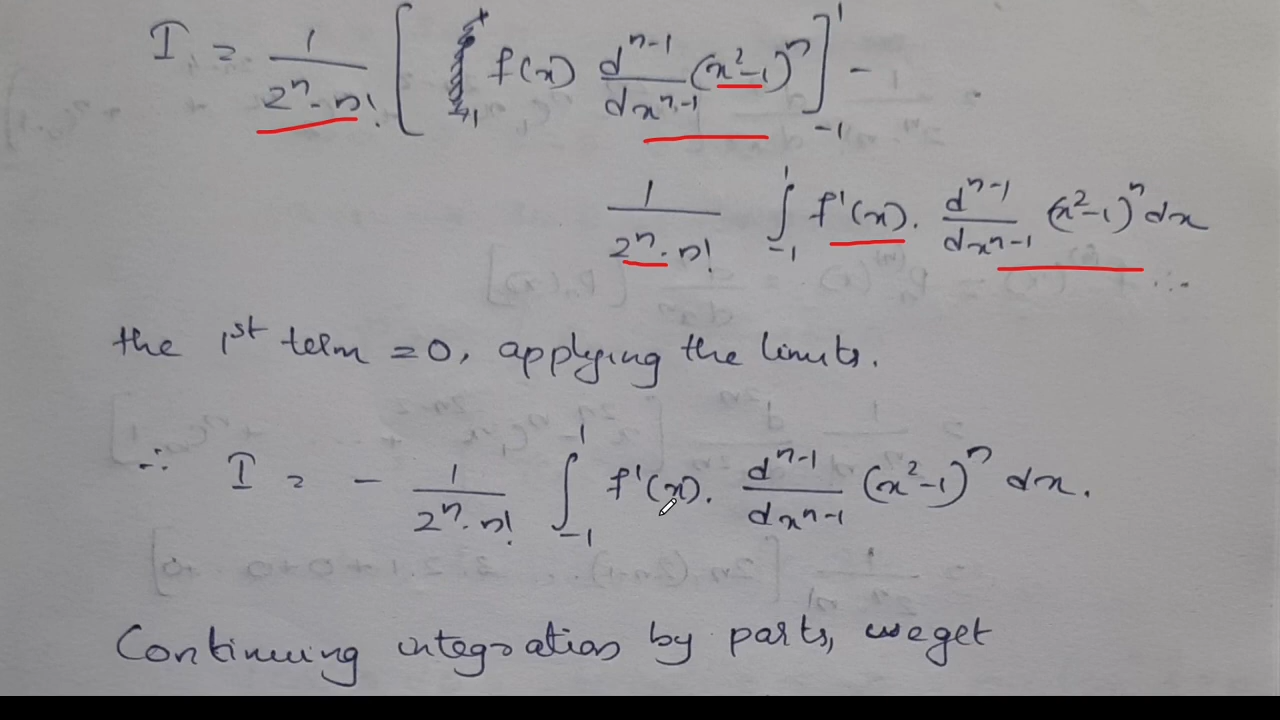 I = 1/(2ⁿ·n!) [ f(x) dⁿ⁻¹/dxⁿ⁻¹ (x²-1)ⁿ ]₋₁¹ -
1/(2ⁿ·n!) ∫₋₁¹ f'(x). dⁿ⁻¹/dxⁿ⁻¹ (x²-1)ⁿ dx
the 1st term = 0, applying the limits.
∴ I = - 1/(2ⁿ·n!) ∫₋₁¹ f'(x). dⁿ⁻¹/dxⁿ⁻¹ (x²-1)ⁿ dx.
Continuing integration by parts, we get